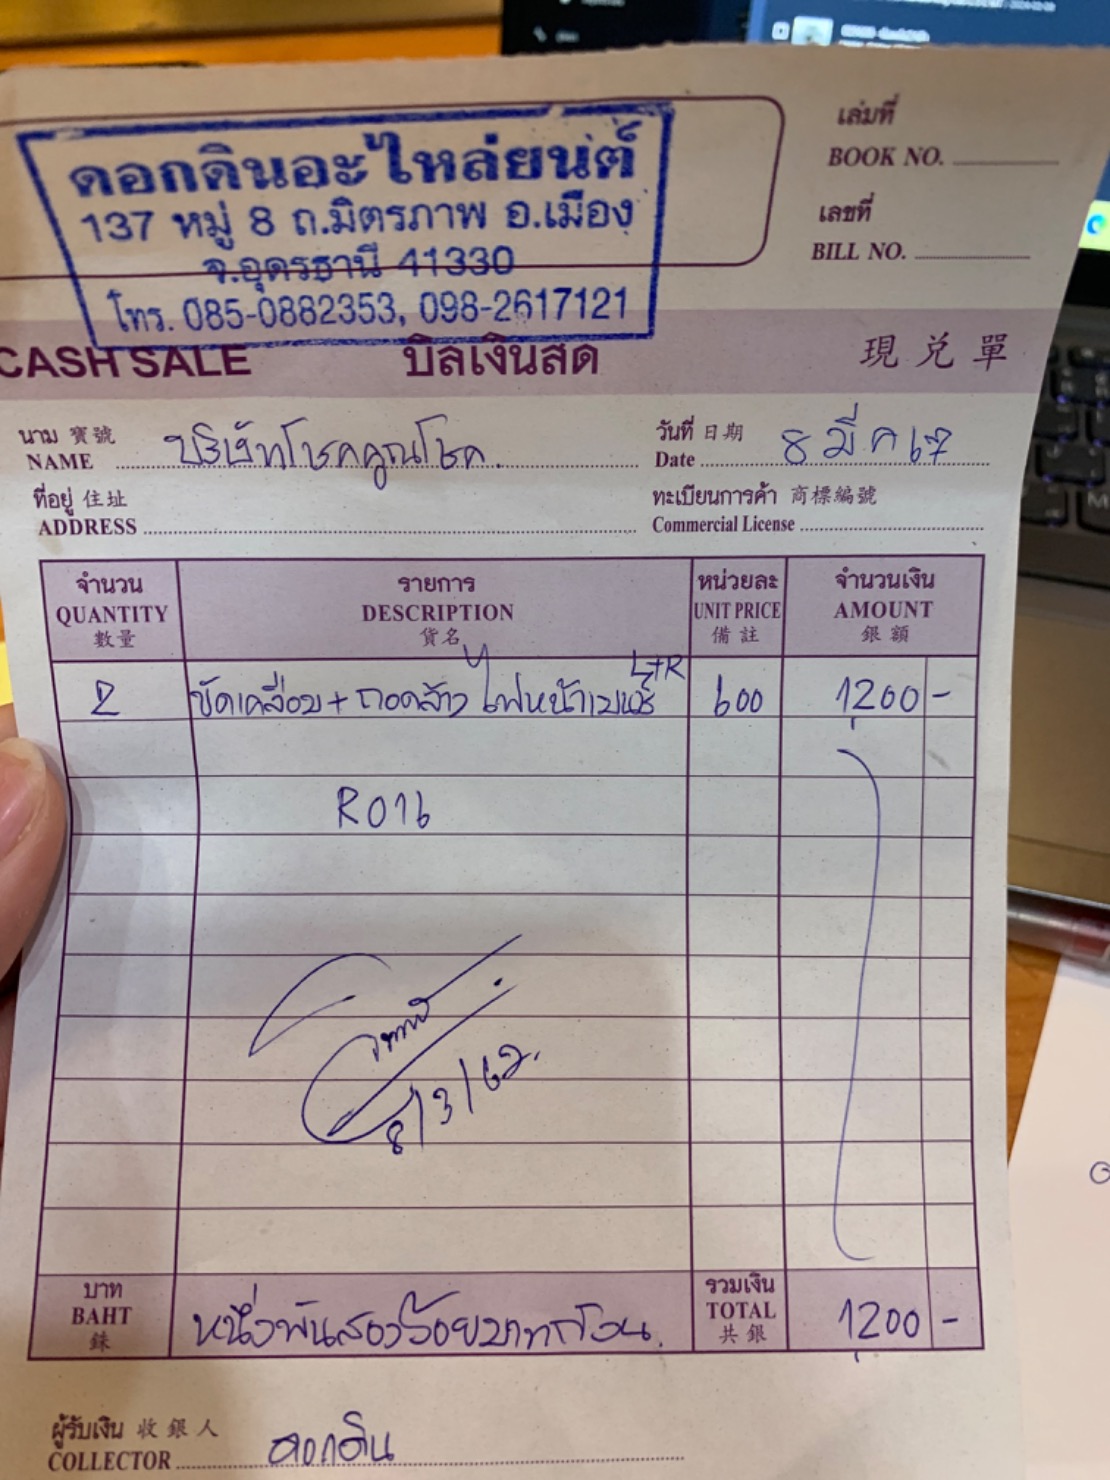 ดอกดินอะไหล่ยนต์
137 หมู่ 8 ถ.มิตรภาพ อ.เมือง
จ.อุดรธานี 41330
โทร. 085-0882353, 098-2617121
เล่มที่
BOOK NO.
เลขที่
BILL NO.
CASH SALE บิลเงินสด 現兑單
นาม 寶號 วันที่ 日期
NAME บริษัทโชคคูณโชค. Date 8 มี ค 67
ที่อยู่ 住址 ทะเบียนการค้า 商標編號
ADDRESS Commercial License
จำนวน รายการ หน่วยละ จำนวนเงิน
QUANTITY DESCRIPTION UNIT PRICE AMOUNT
數量 貨名 備註 銀額
L+R
2 ขัดเคลือบ + ถอดล้าง ไฟหน้าเบนซ์ 600 1200 -
R016
8/3/62.
บาท รวมเงิน
BAHT หนึ่งพันสองร้อยบาทถ้วน. TOTAL 1200 -
銖 共銀
ผู้รับเงิน 收銀人
COLLECTOR ดอกดิน